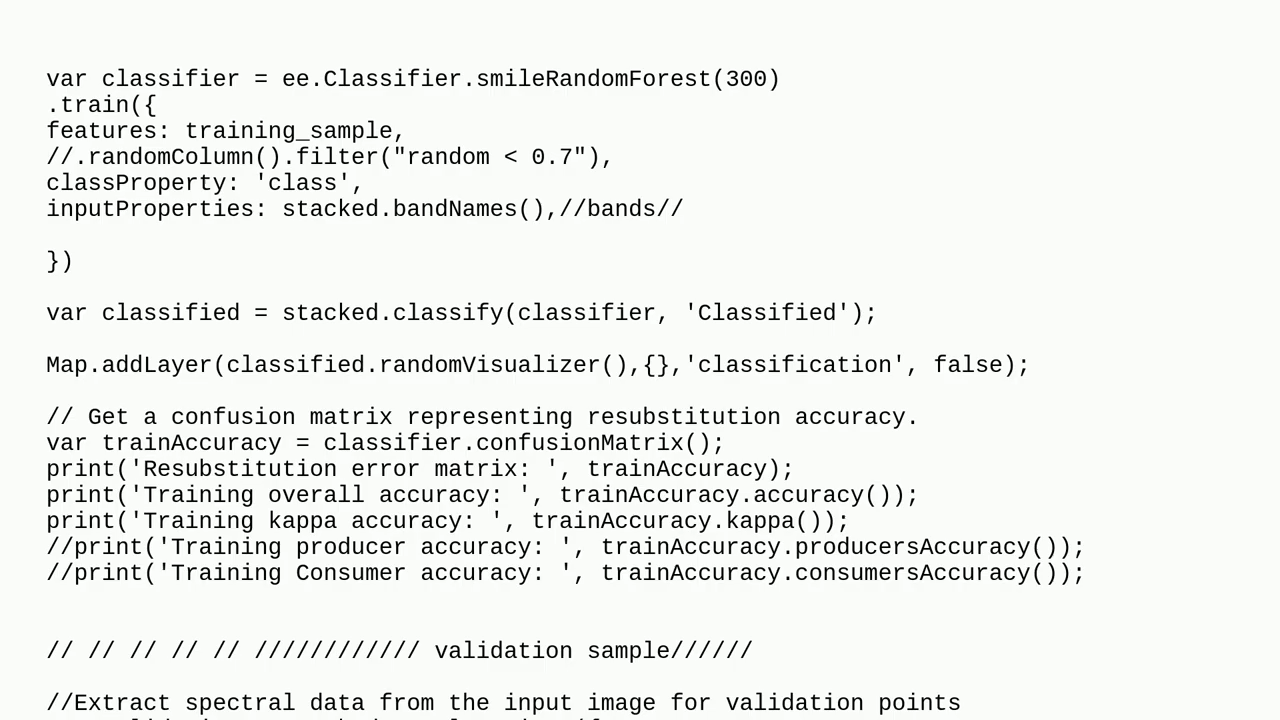 var classifier = ee.Classifier.smileRandomForest(300)
.train({
features: training_sample,
//.randomColumn().filter("random < 0.7"),
classProperty: 'class',
inputProperties: stacked.bandNames(),//bands//
})
var classified = stacked.classify(classifier, 'Classified');
Map.addLayer(classified.randomVisualizer(),{},'classification', false);
// Get a confusion matrix representing resubstitution accuracy.
var trainAccuracy = classifier.confusionMatrix();
print('Resubstitution error matrix: ', trainAccuracy);
print('Training overall accuracy: ', trainAccuracy.accuracy());
print('Training kappa accuracy: ', trainAccuracy.kappa());
//print('Training producer accuracy: ', trainAccuracy.producersAccuracy());
//print('Training Consumer accuracy: ', trainAccuracy.consumersAccuracy());
// // // // // //////////// validation sample//////
//Extract spectral data from the input image for validation points